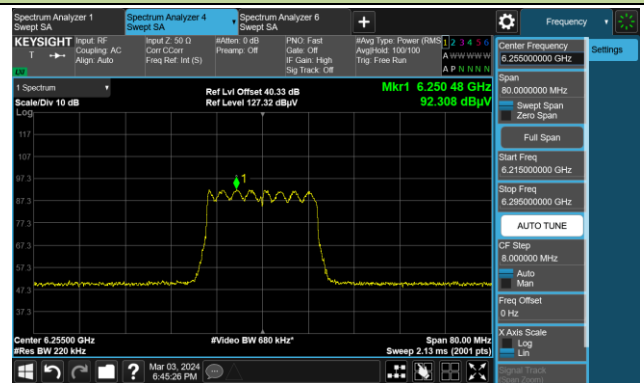 Spectrum Analyzer 1
Swept SA
Spectrum Analyzer 4
Swept SA
Spectrum Analyzer 6
Swept SA
Frequency
KEYSIGHT
Input: RF
Coupling: AC
Align: Auto
Input Z: 50 Ω
Corr CCorr
Freq Ref: Int (S)
#Atten: 0 dB
Preamp: Off
PNO: Fast
Gate: Off
IF Gain: High
Sig Track: Off
#Avg Type: Power (RMS
Avg|Hold: 100/100
Trig: Free Run
1 2 3 4 5 6
A W W W W W
A P N N N N
LVI
1 Spectrum
Scale/Div 10 dB
Ref Lvl Offset 40.33 dB
Ref Level 127.32 dBµV
Mkr1 6.250 48 GHz
92.308 dBµV
Log
117
107
97.3
87.3
77.3
67.3
57.3
47.3
37.3
1
Center 6.25500 GHz
#Res BW 220 kHz
#Video BW 680 kHz*
Span 80.00 MHz
Sweep 2.13 ms (2001 pts)
Center Frequency
6.255000000 GHz
Settings
Span
80.0000000 MHz
Swept Span
Zero Span
Full Span
Start Freq
6.215000000 GHz
Stop Freq
6.295000000 GHz
AUTO TUNE
CF Step
8.000000 MHz
Auto
Man
Freq Offset
0 Hz
X Axis Scale
Log
Lin
Signal Track
(Span Zoom)
Mar 03, 2024
6:45:26 PM